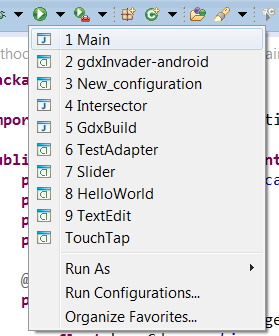 1 Main
2 gdxInvader-android
3 New_configuration
4 Intersector
5 GdxBuild
6 TestAdapter
7 Slider
8 HelloWorld
9 TextEdit
TouchTap
Run As
Run Configurations...
Organize Favorites...